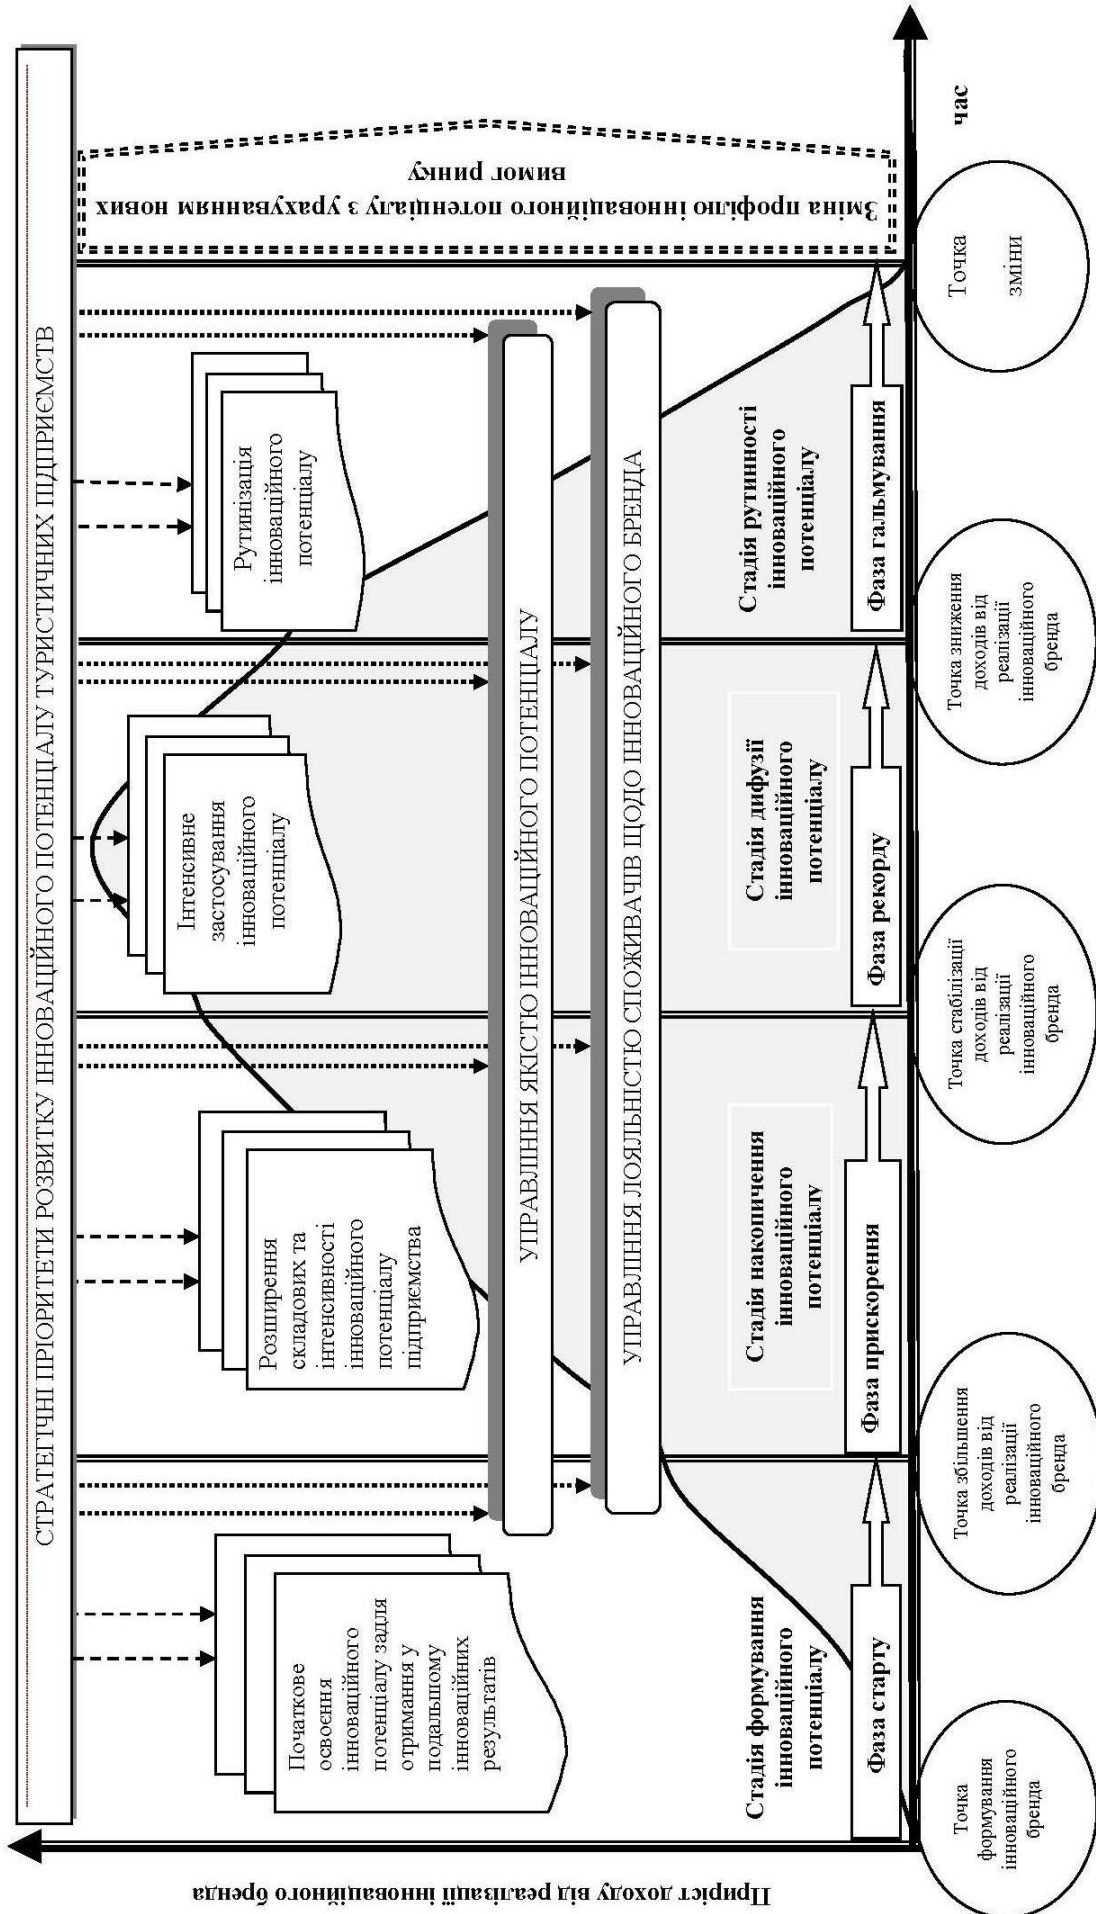 СТРАТЕГІЧНІ ПРІОРИТЕТИ РОЗВИТКУ ІННОВАЦІЙНОГО ПОТЕНЦІАЛУ ТУРИСТИЧНИХ ПІДПРИЄМСТВ
Приріст доходу від реалізації інноваційного бренда
Початкове
освоєння
інноваційного
потенціалу задля
отримання у
подальшому
інноваційних
результатів
Розширення
складових та
інтенсивності
інноваційного
потенціалу
підприємства
Інтенсивне
застосування
інноваційного
потенціалу
Рутинізація
інноваційного
потенціалу
Зміна профілю інноваційного потенціалу з урахуванням нових
вимог ринку
УПРАВЛІННЯ ЯКІСТЮ ІННОВАЦІЙНОГО ПОТЕНЦІАЛУ
УПРАВЛІННЯ ЛОЯЛЬНІСТЮ СПОЖИВАЧІВ ЩОДО ІННОВАЦІЙНОГО БРЕНДА
Стадія формування
інноваційного
потенціалу
Стадія накопичення
інноваційного
потенціалу
Стадія дифузії
інноваційного
потенціалу
Стадія рутинності
інноваційного
потенціалу
Фаза старту
Фаза прискорення
Фаза рекорду
Фаза гальмування
час
Точка
формування
інноваційного
бренда
Точка збільшення
доходів від
реалізації
інноваційного
бренда
Точка стабілізації
доходів від
реалізації
інноваційного
бренда
Точка зниження
доходів від
реалізації
інноваційного
бренда
Точка
зміни